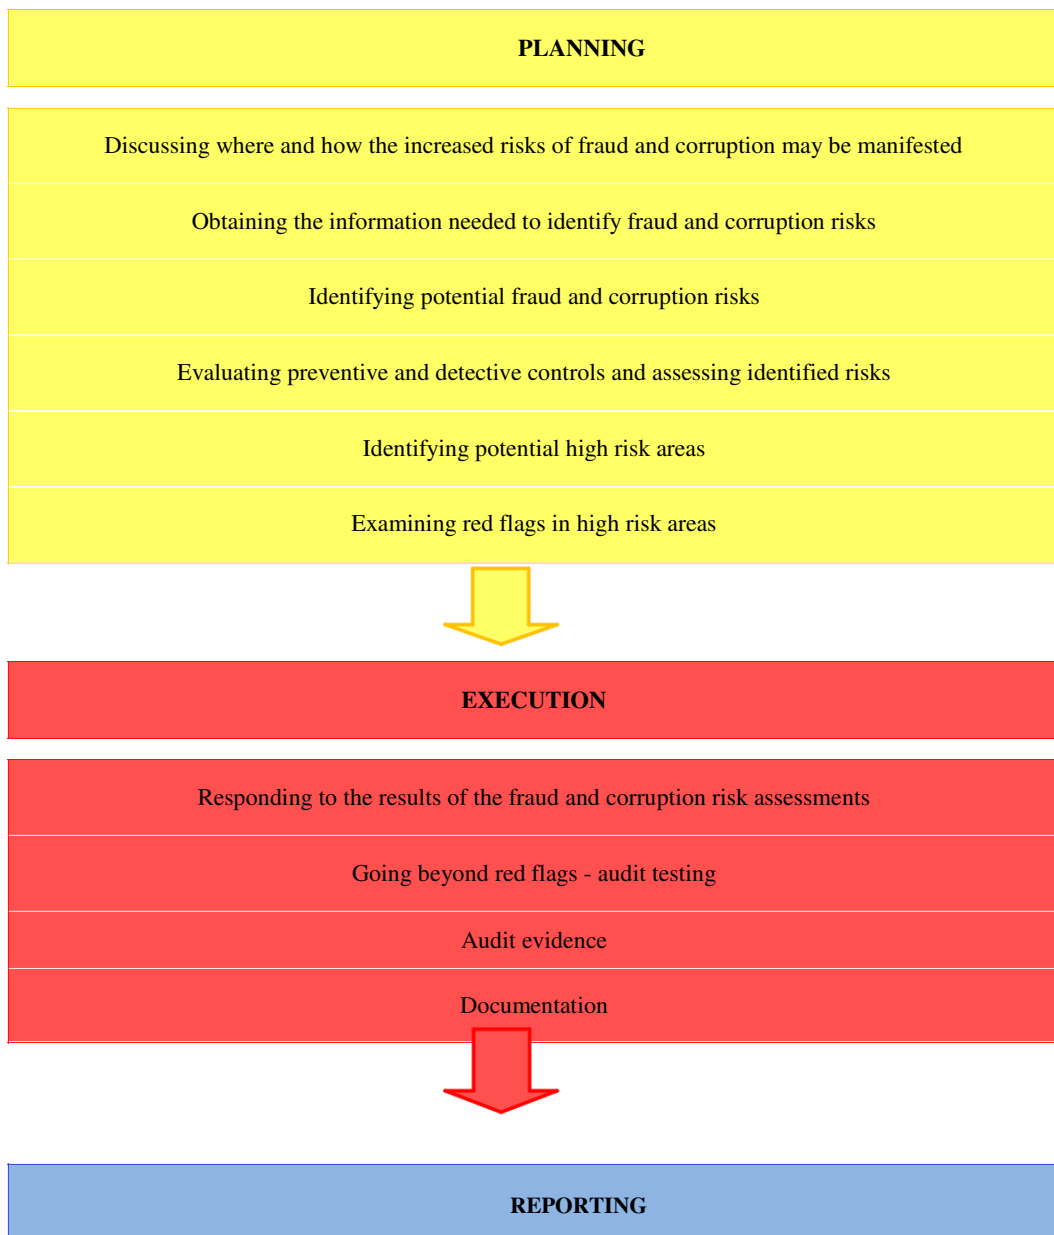 PLANNING
Discussing where and how the increased risks of fraud and corruption may be manifested
Obtaining the information needed to identify fraud and corruption risks
Identifying potential fraud and corruption risks
Evaluating preventive and detective controls and assessing identified risks
Identifying potential high risk areas
Examining red flags in high risk areas
EXECUTION
Responding to the results of the fraud and corruption risk assessments
Going beyond red flags - audit testing
Audit evidence
Documentation
REPORTING